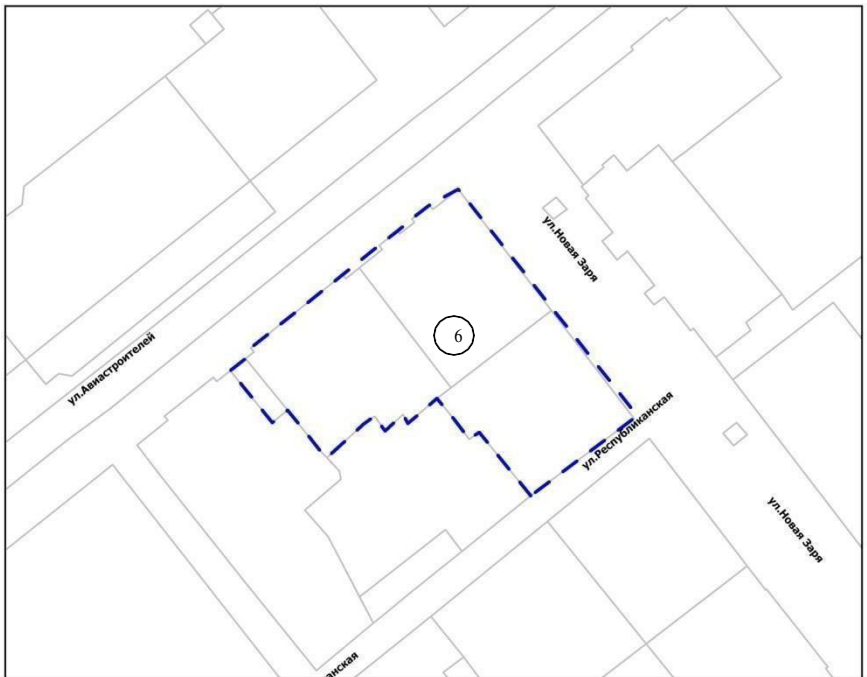 ул.Новая Заря
6
ул.Авиастроителей
ул.Республиканская
ул.Новая Заря
анская